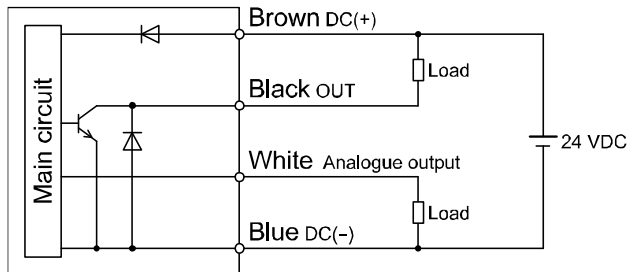 Brown DC(+)
Load
Black OUT
Main circuit
24 VDC
White Analogue output
Load
Blue DC(–)